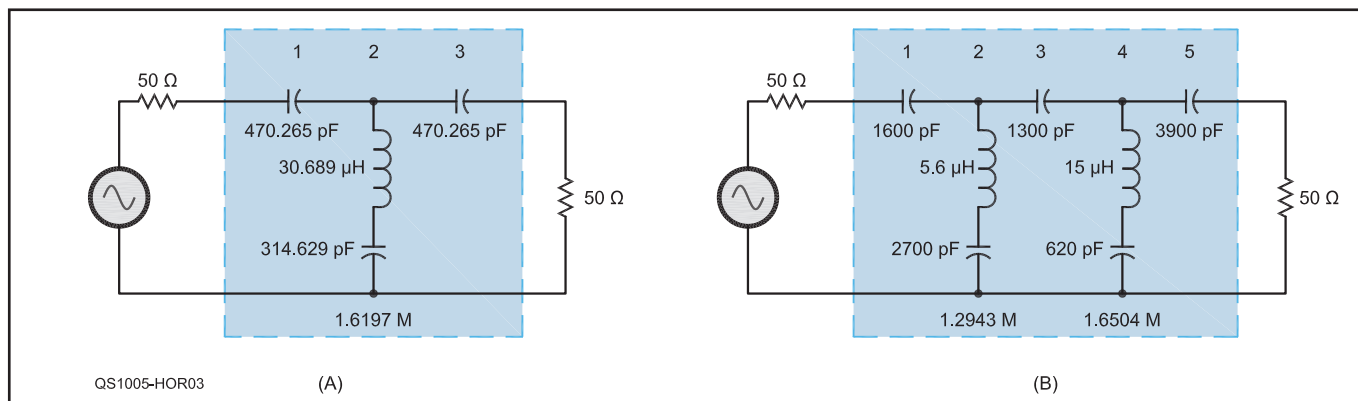 1 2 3
50 Ω
470.265 pF 470.265 pF
30.689 µH
50 Ω
314.629 pF
1.6197 M
QS1005-HOR03
(A)
1 2 3 4 5
50 Ω
1600 pF 1300 pF 3900 pF
5.6 µH 15 µH
50 Ω
2700 pF 620 pF
1.2943 M 1.6504 M
(B)